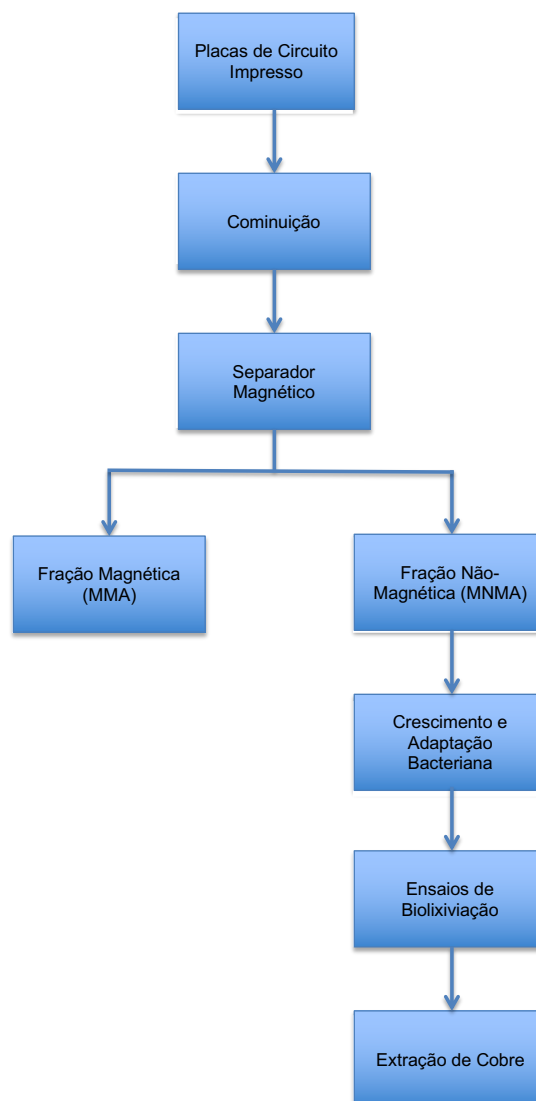 Placas de Circuito
Impresso
Cominuição
Separador
Magnético
Fração Magnética
(MMA)
Fração Não-
Magnética (MNMA)
Crescimento e
Adaptação
Bacteriana
Ensaios de
Biolixiviação
Extração de Cobre